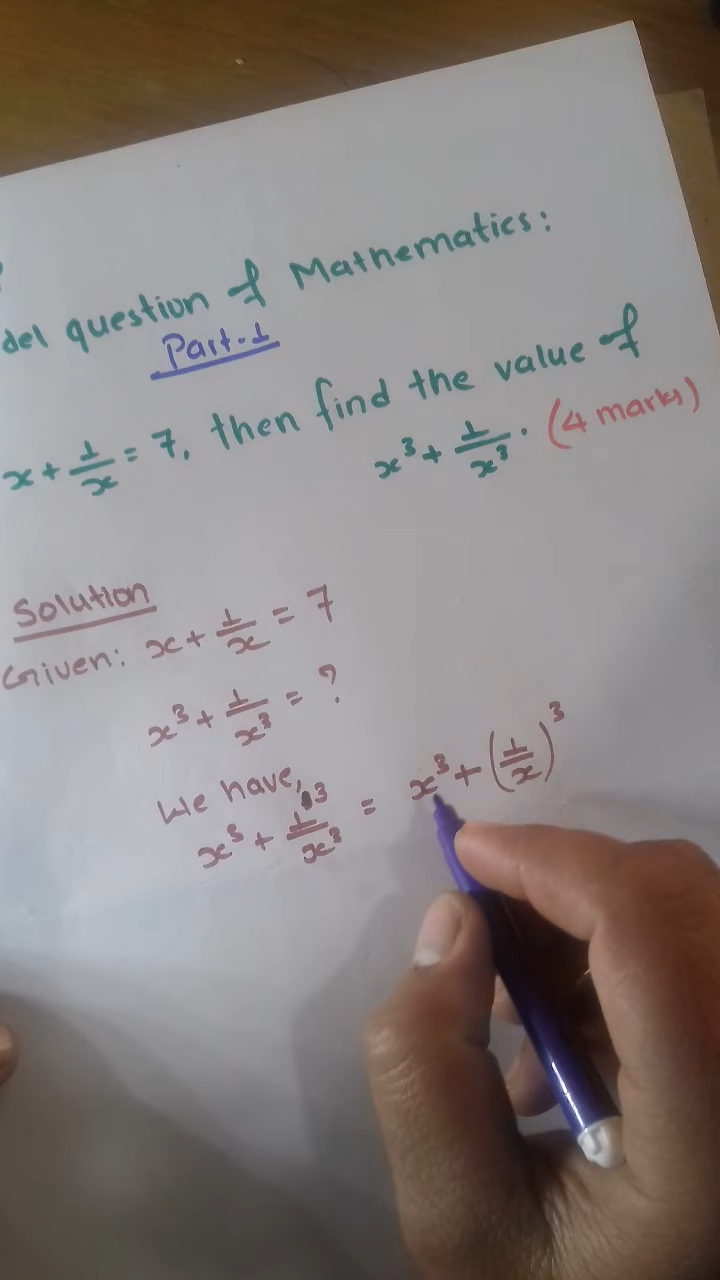 del question of Mathematics:
Part-1
x + 1/x = 7, then find the value of
x³ + 1/x³. (4 marks)
Solution
Given: x + 1/x = 7
x³ + 1/x³ = ?
We have,
x³ + 1³/x³ = x³ + (1/x)³